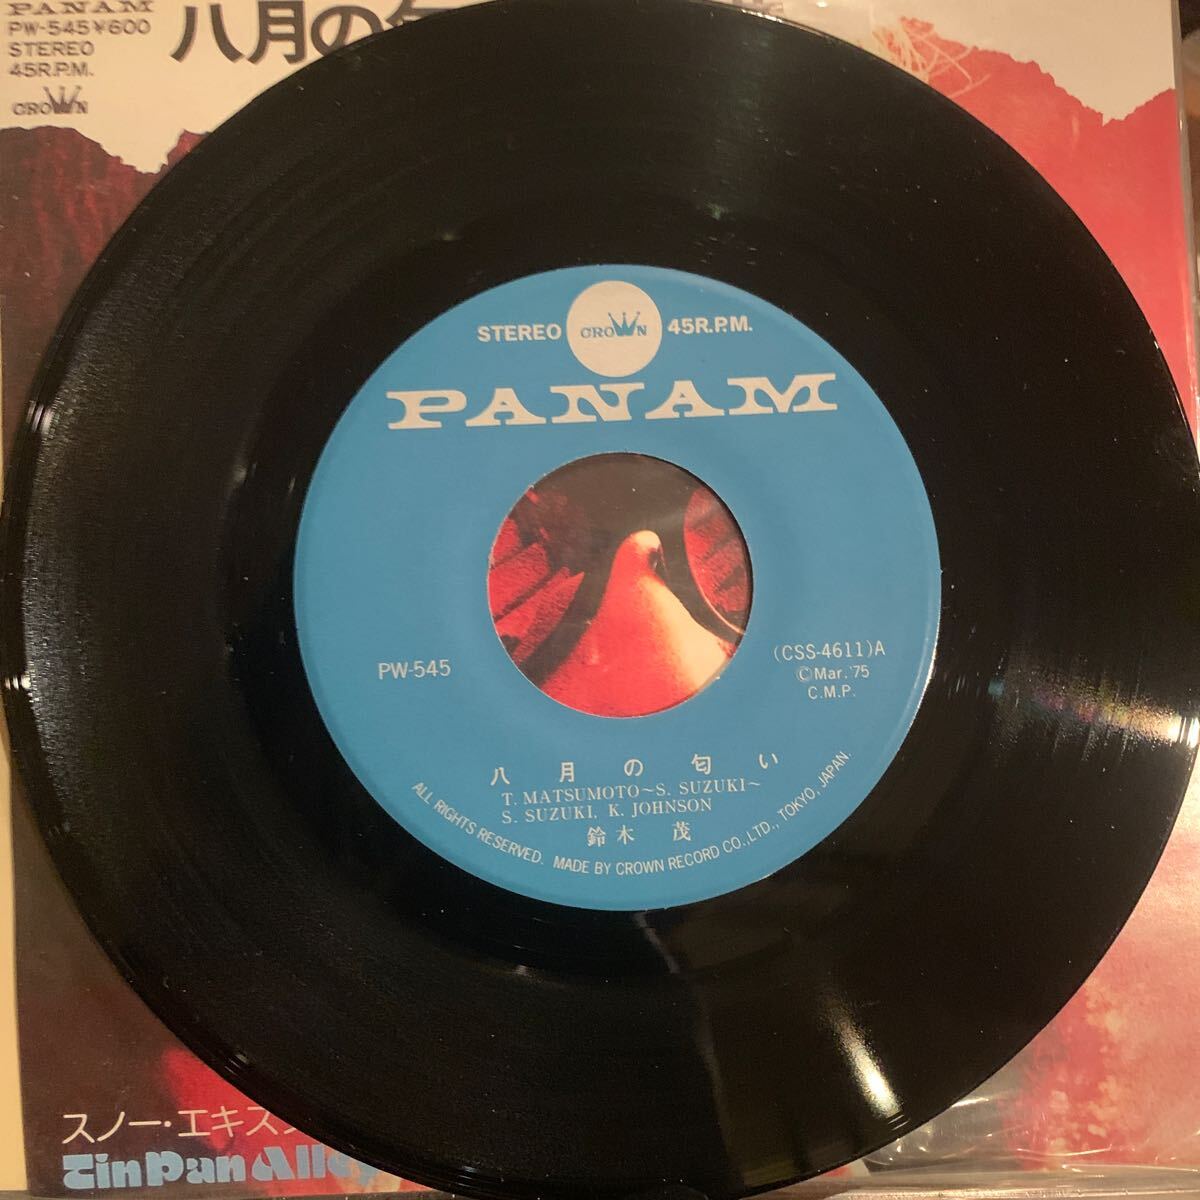 PANAM
PW-545 ¥600
STEREO
45R.P.M.
CROWN
八月の匂
STEREO CROWN 45R.P.M.
PANAM
PW-545
(CSS-4611)A
©Mar.'75
C.M.P.
八月の匂い
T. MATSUMOTO~S. SUZUKI~
S. SUZUKI, K. JOHNSON
鈴木 茂
ALL RIGHTS RESERVED. MADE BY CROWN RECORD CO., LTD., TOKYO, JAPAN.
スノー・エキス
Tin Pan Alley